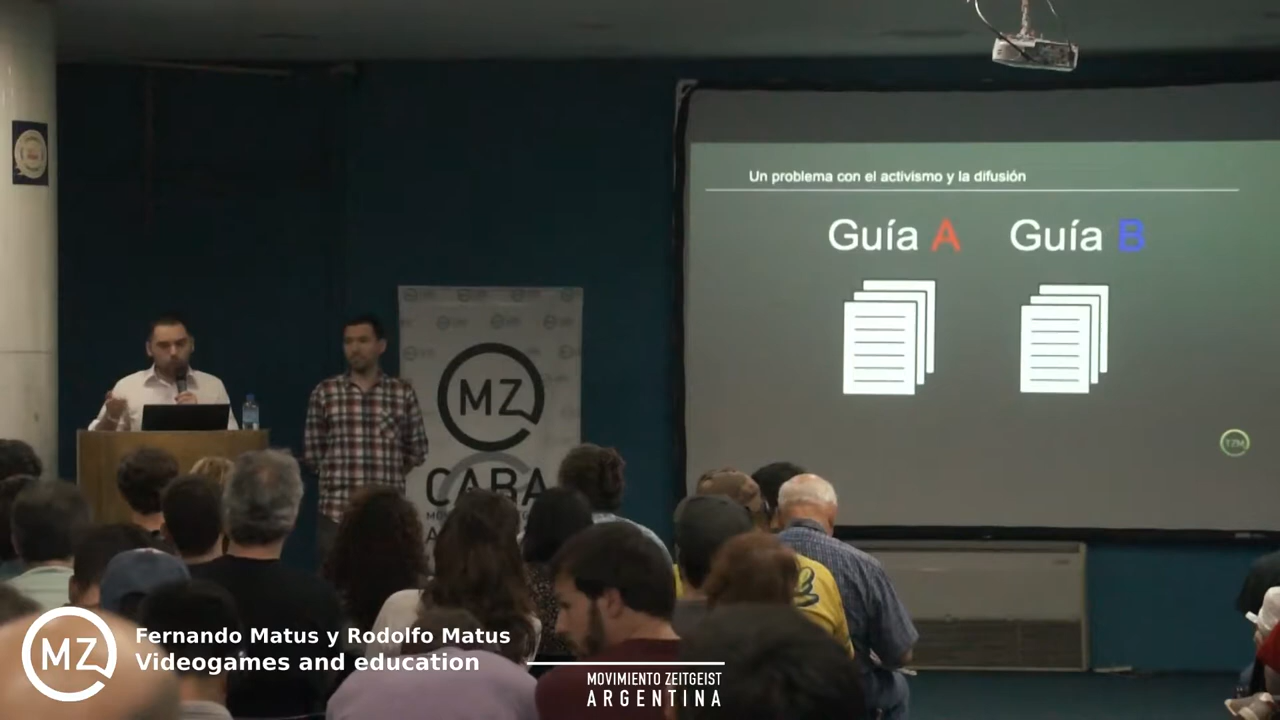 Un problema con el activismo y la difusión
Guía A
Guía B
MZ
CABA
TZM
MZ
Fernando Matus y Rodolfo Matus
Videogames and education
MOVIMIENTO ZEITGEIST
ARGENTINA